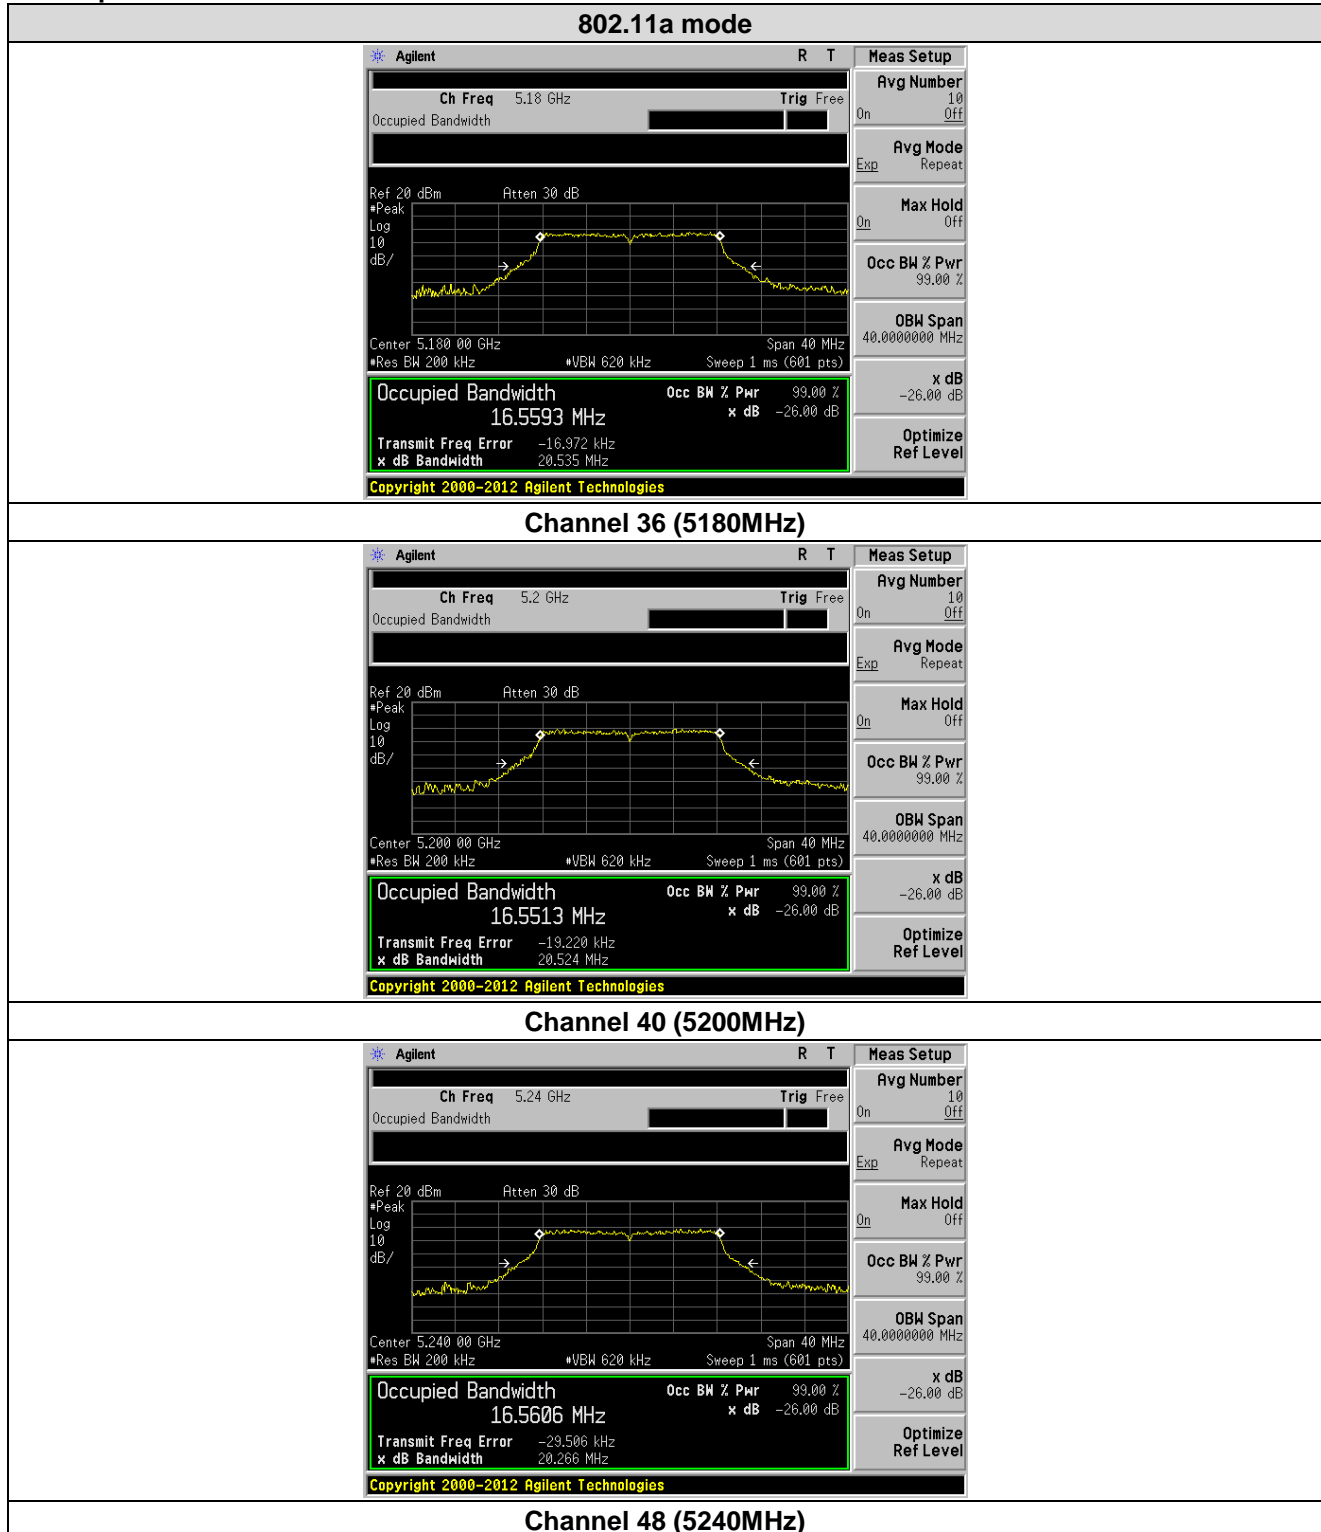 802.11a mode
Agilent R T Meas Setup
Ch Freq 5.18 GHz Trig Free
Occupied Bandwidth
Ref 20 dBm Atten 30 dB
#Peak
Log
10
dB/
Center 5.180 00 GHz Span 40 MHz
#Res BW 200 kHz #VBW 620 kHz Sweep 1 ms (601 pts)
Occupied Bandwidth Occ BW % Pwr 99.00 %
16.5593 MHz x dB -26.00 dB
Transmit Freq Error -16.972 kHz
x dB Bandwidth 20.535 MHz
Copyright 2000-2012 Agilent Technologies
Avg Number
10
On Off
Avg Mode
Exp Repeat
Max Hold
On Off
Occ BW % Pwr
99.00 %
OBW Span
40.0000000 MHz
x dB
-26.00 dB
Optimize
Ref Level
Channel 36 (5180MHz)
Agilent R T Meas Setup
Ch Freq 5.2 GHz Trig Free
Occupied Bandwidth
Ref 20 dBm Atten 30 dB
#Peak
Log
10
dB/
Center 5.200 00 GHz Span 40 MHz
#Res BW 200 kHz #VBW 620 kHz Sweep 1 ms (601 pts)
Occupied Bandwidth Occ BW % Pwr 99.00 %
16.5513 MHz x dB -26.00 dB
Transmit Freq Error -19.220 kHz
x dB Bandwidth 20.524 MHz
Copyright 2000-2012 Agilent Technologies
Avg Number
10
On Off
Avg Mode
Exp Repeat
Max Hold
On Off
Occ BW % Pwr
99.00 %
OBW Span
40.0000000 MHz
x dB
-26.00 dB
Optimize
Ref Level
Channel 40 (5200MHz)
Agilent R T Meas Setup
Ch Freq 5.24 GHz Trig Free
Occupied Bandwidth
Ref 20 dBm Atten 30 dB
#Peak
Log
10
dB/
Center 5.240 00 GHz Span 40 MHz
#Res BW 200 kHz #VBW 620 kHz Sweep 1 ms (601 pts)
Occupied Bandwidth Occ BW % Pwr 99.00 %
16.5606 MHz x dB -26.00 dB
Transmit Freq Error -29.506 kHz
x dB Bandwidth 20.266 MHz
Copyright 2000-2012 Agilent Technologies
Avg Number
10
On Off
Avg Mode
Exp Repeat
Max Hold
On Off
Occ BW % Pwr
99.00 %
OBW Span
40.0000000 MHz
x dB
-26.00 dB
Optimize
Ref Level
Channel 48 (5240MHz)